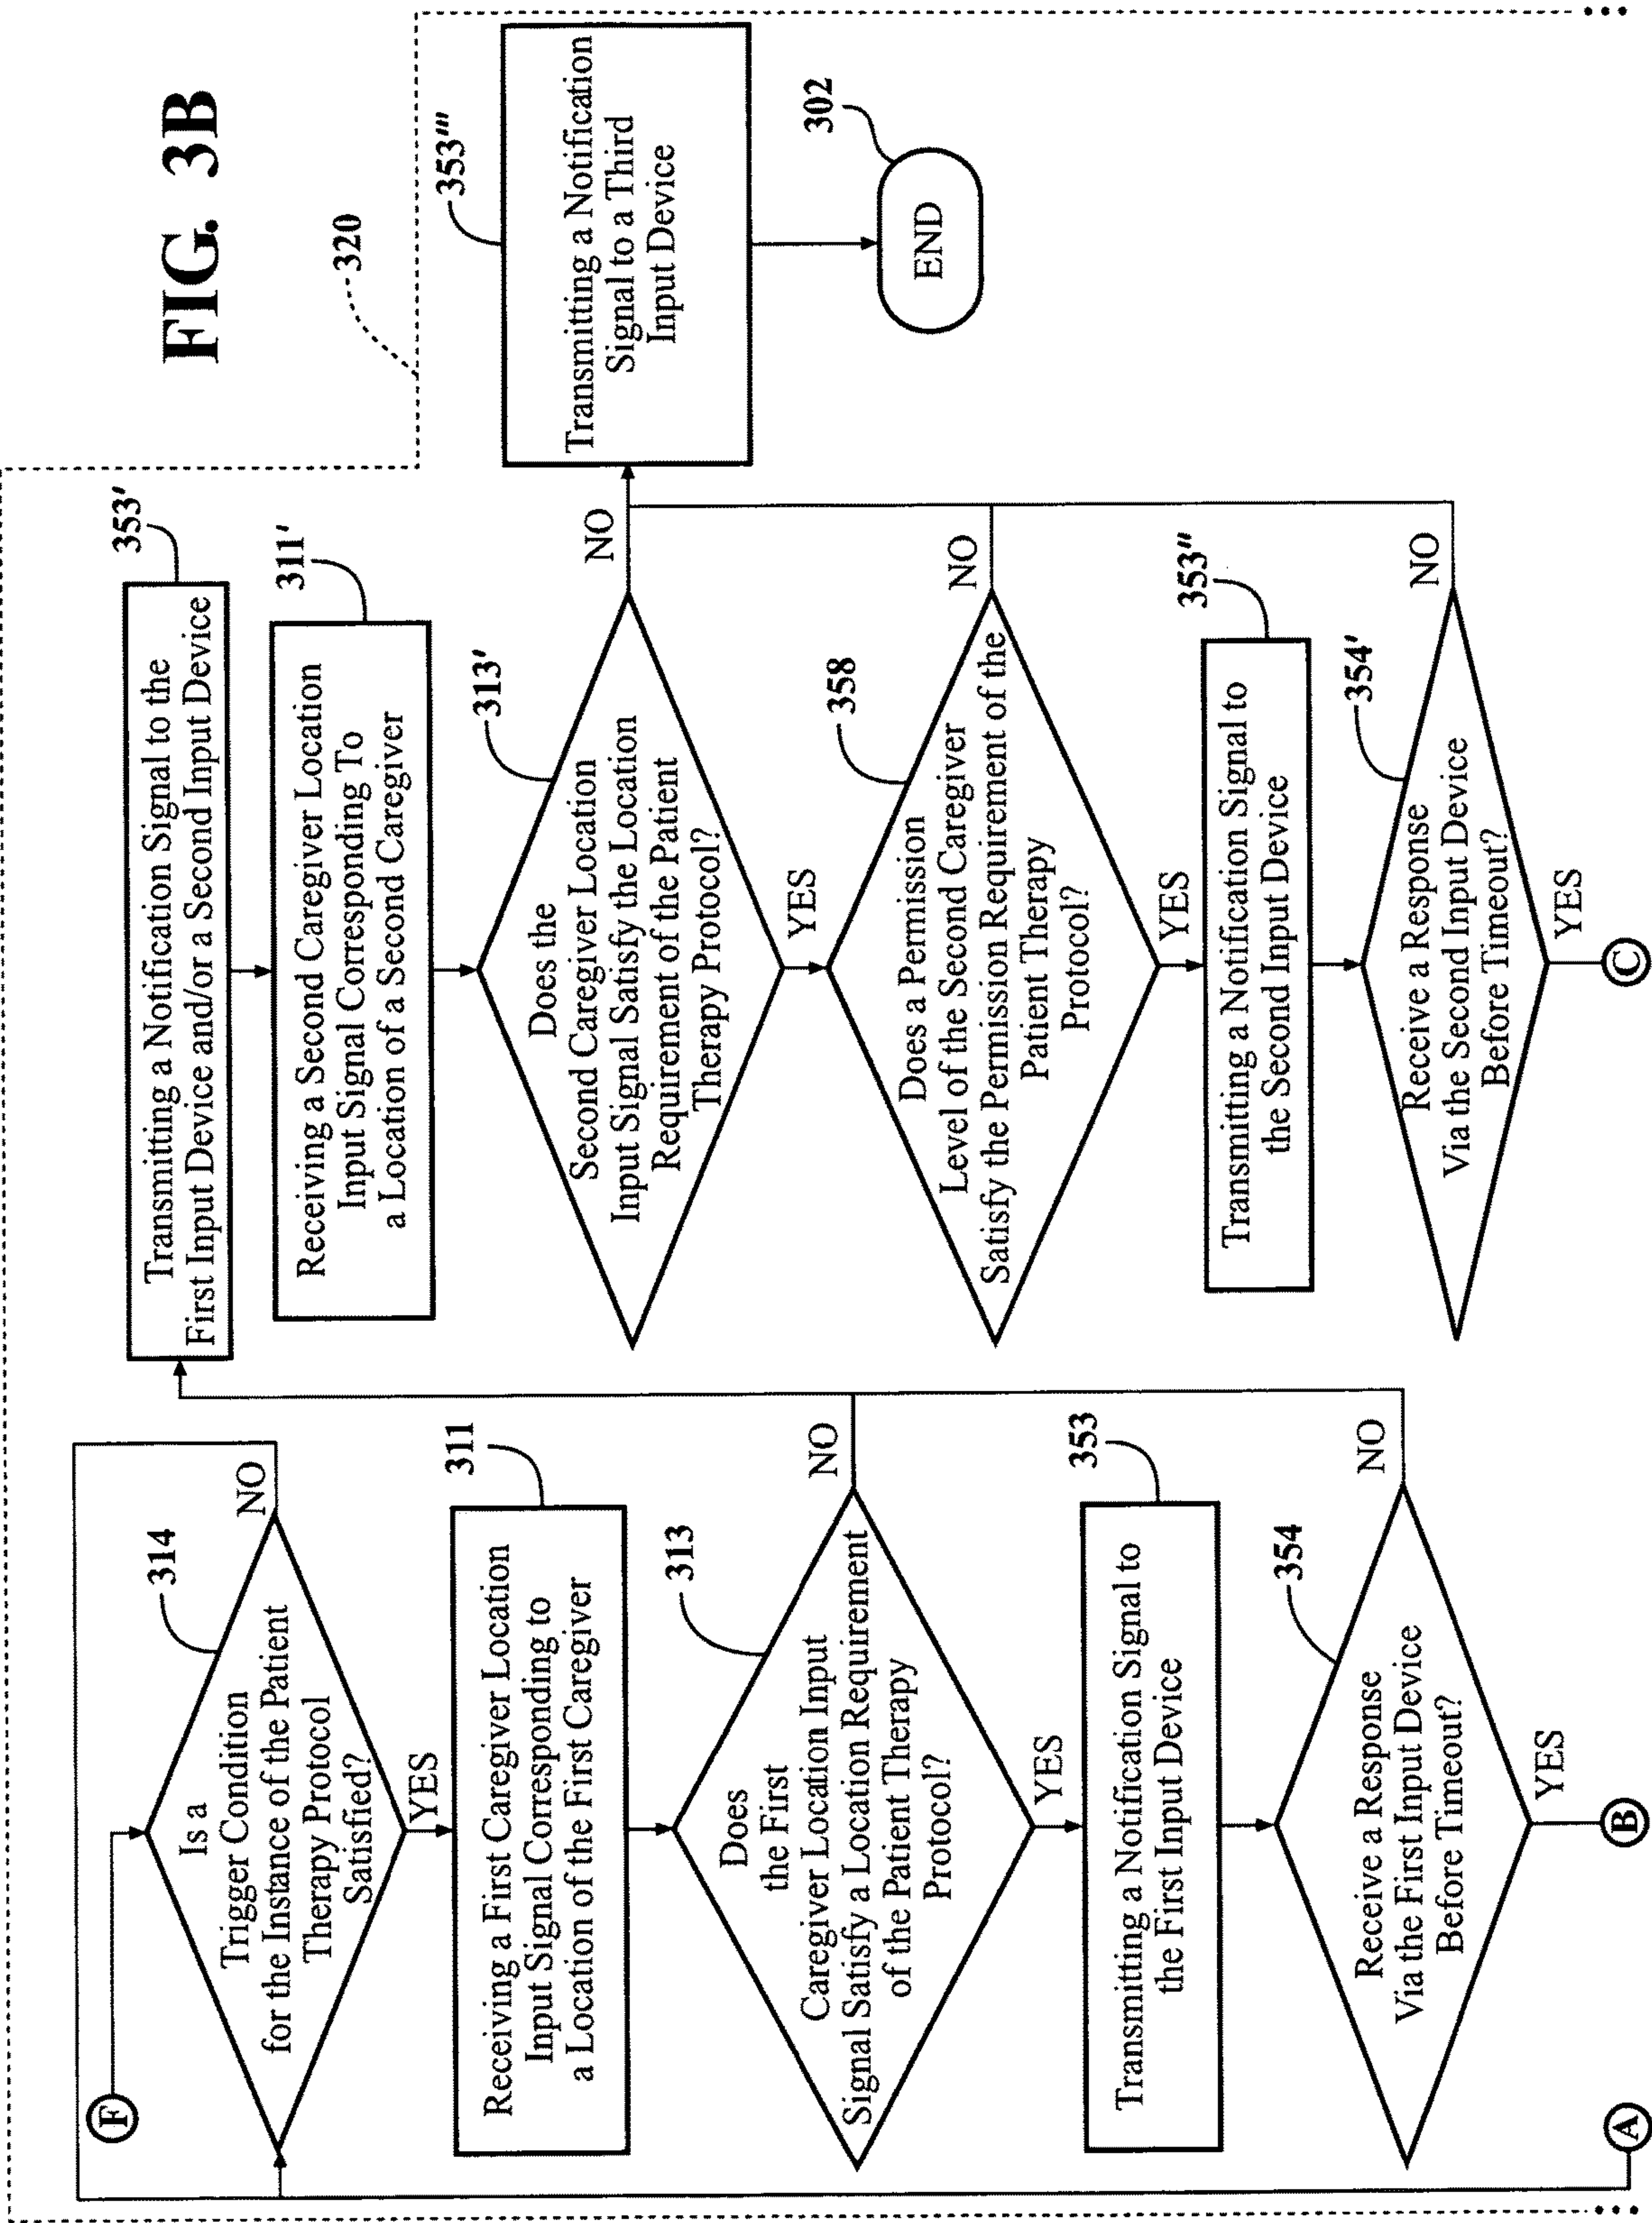 FIG. 3B
320
F
314
Is a
Trigger Condition
for the Instance of the Patient
Therapy Protocol
Satisfied?
NO
YES
311
Receiving a First Caregiver Location
Input Signal Corresponding to
a Location of the First Caregiver
313
Does
the First
Caregiver Location Input
Signal Satisfy a Location Requirement
of the Patient Therapy
Protocol?
NO
YES
353
Transmitting a Notification Signal to
the First Input Device
354
Receive a Response
Via the First Input Device
Before Timeout?
NO
YES
A
B
353'
Transmitting a Notification Signal to the
First Input Device and/or a Second Input Device
311'
Receiving a Second Caregiver Location
Input Signal Corresponding To
a Location of a Second Caregiver
313'
Does the
Second Caregiver Location
Input Signal Satisfy the Location
Requirement of the Patient
Therapy Protocol?
NO
YES
358
Does a Permission
Level of the Second Caregiver
Satisfy the Permission Requirement of the
Patient Therapy
Protocol?
NO
YES
353''
Transmitting a Notification Signal to
the Second Input Device
354'
Receive a Response
Via the Second Input Device
Before Timeout?
NO
YES
C
353'''
Transmitting a Notification
Signal to a Third
Input Device
302
END